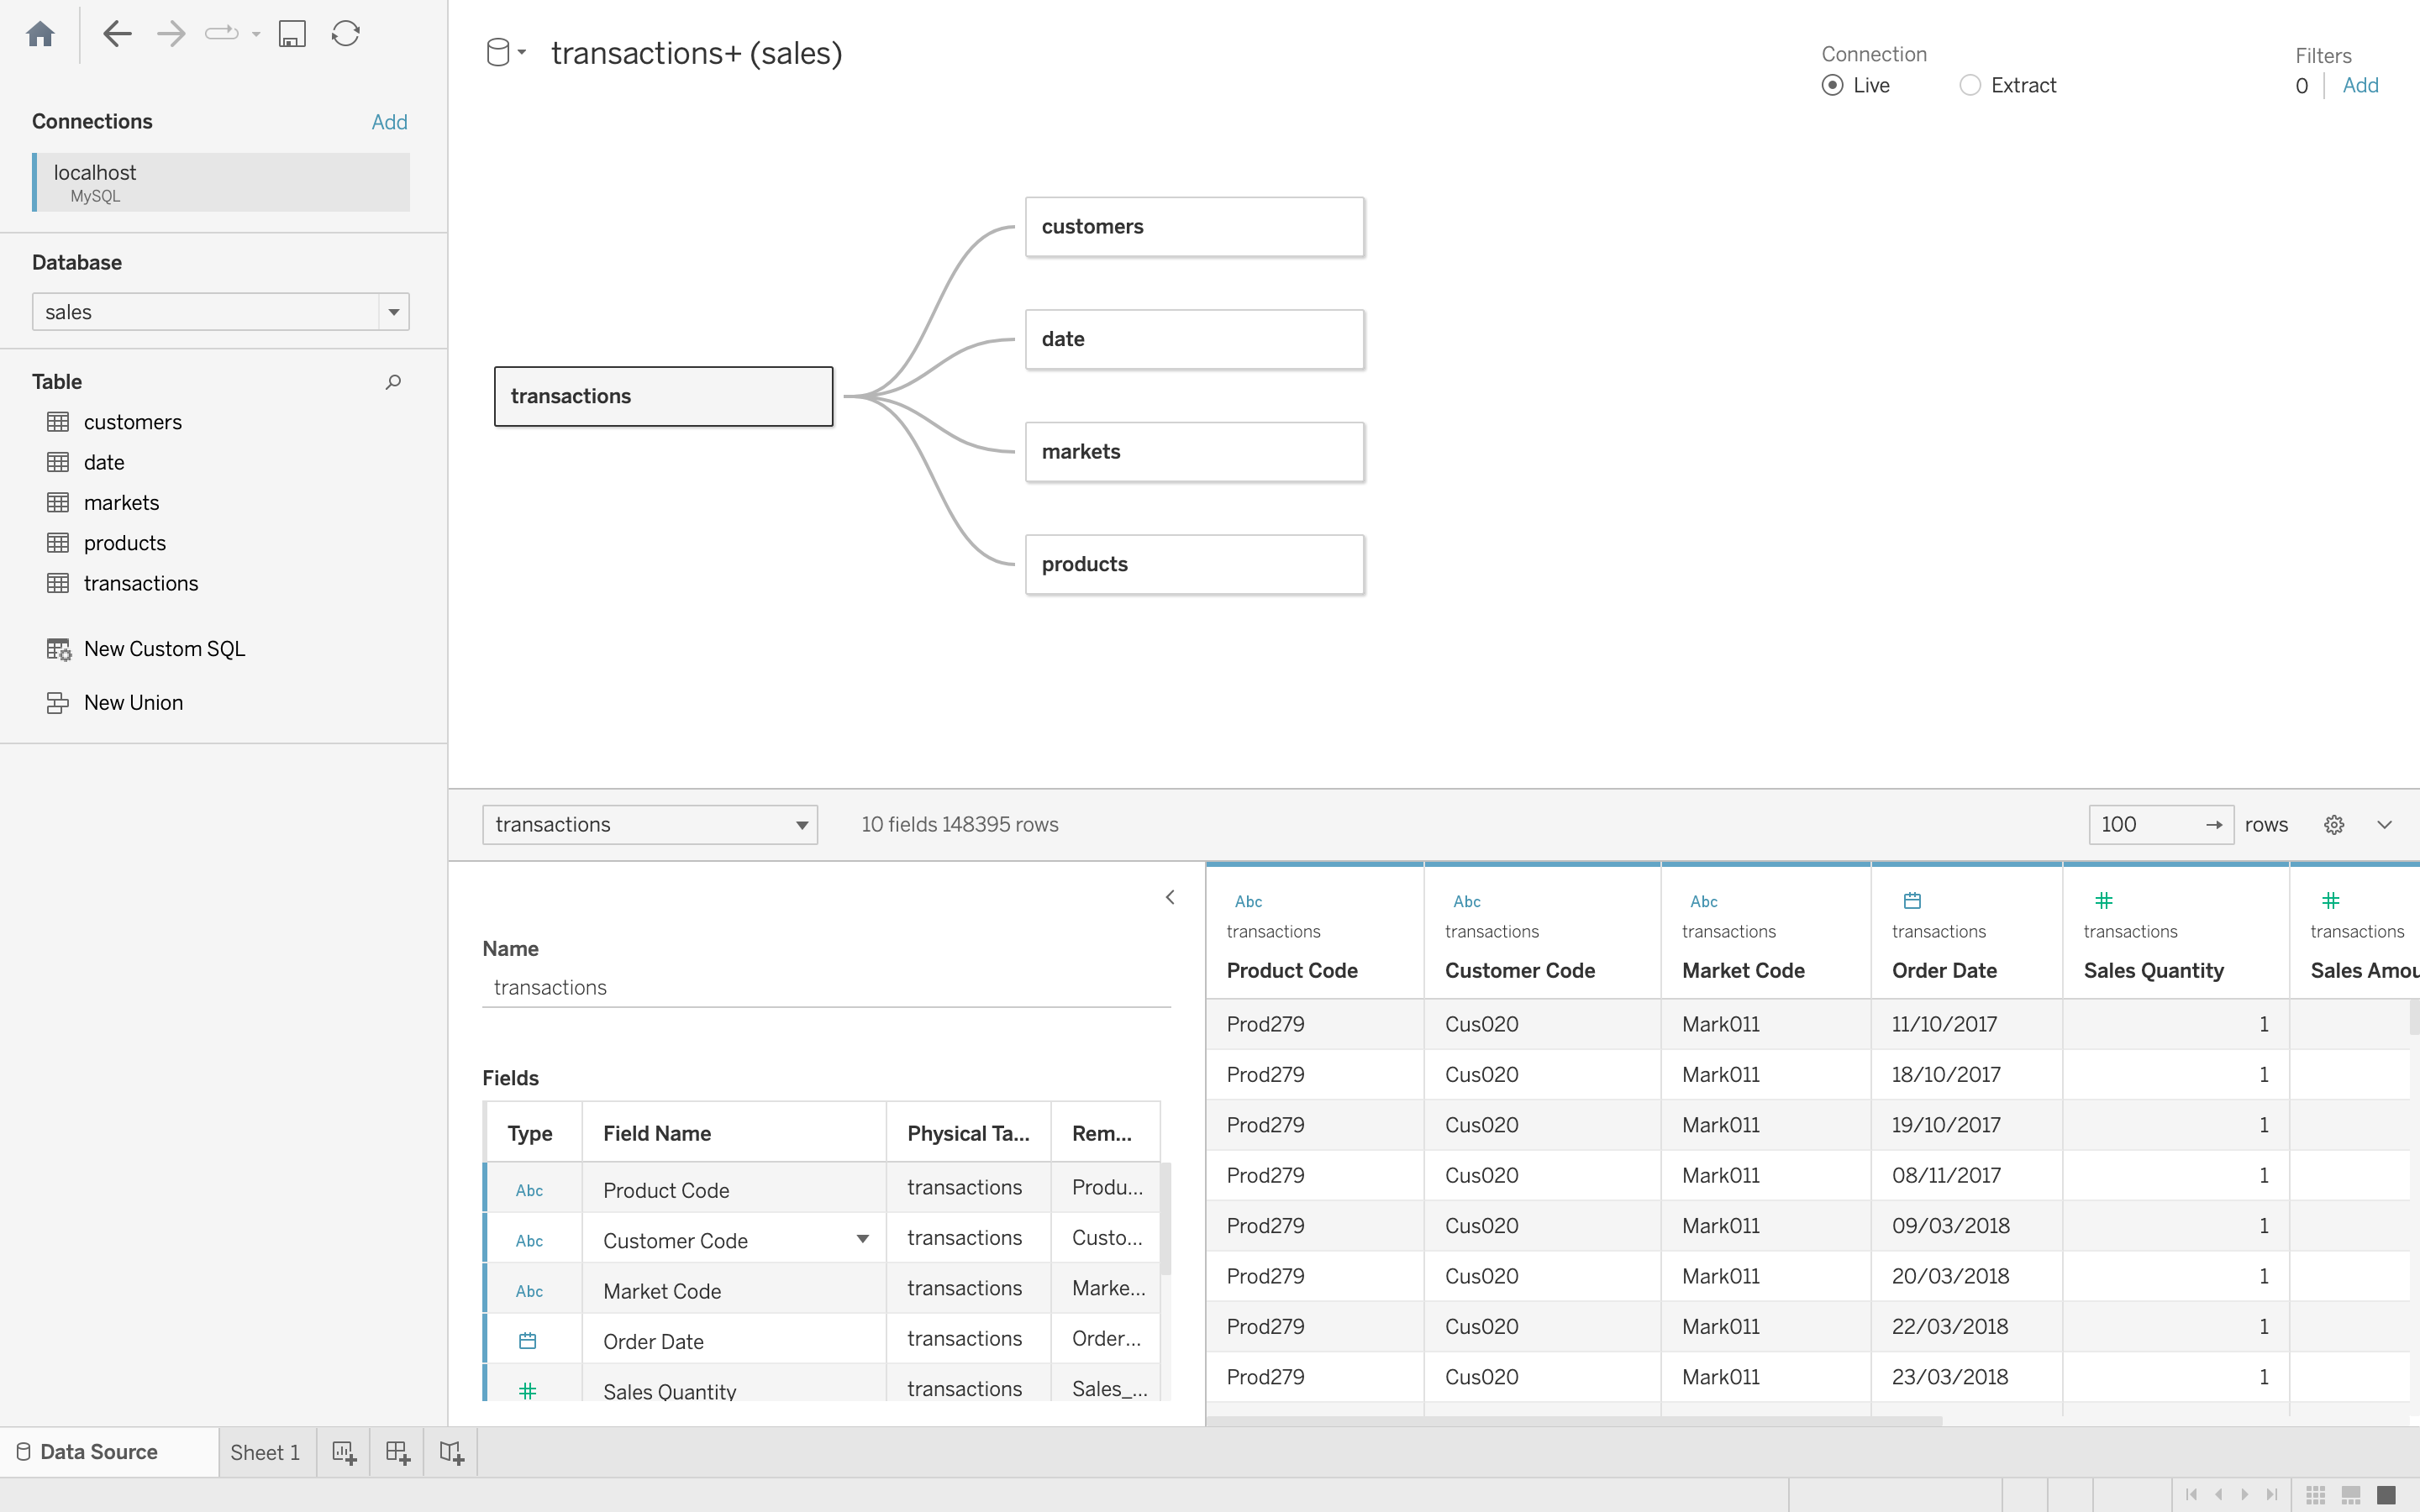 transactions+ (sales)
Connection
Live
Extract
Filters
0
Add
Connections
Add
localhost
MySQL
Database
sales
Table
customers
date
markets
products
transactions
New Custom SQL
New Union
transactions
customers
date
markets
products
transactions
10 fields 148395 rows
100
rows
Name
transactions
Fields
Type Field Name Physical Ta... Rem...
Abc Product Code transactions Produ...
Abc Customer Code transactions Custo...
Abc Market Code transactions Marke...
Order Date transactions Order...
# Sales Quantity transactions Sales_...
Abc Abc Abc # #
transactions transactions transactions transactions transactions transactions
Product Code Customer Code Market Code Order Date Sales Quantity Sales Amou
Prod279 Cus020 Mark011 11/10/2017 1
Prod279 Cus020 Mark011 18/10/2017 1
Prod279 Cus020 Mark011 19/10/2017 1
Prod279 Cus020 Mark011 08/11/2017 1
Prod279 Cus020 Mark011 09/03/2018 1
Prod279 Cus020 Mark011 20/03/2018 1
Prod279 Cus020 Mark011 22/03/2018 1
Prod279 Cus020 Mark011 23/03/2018 1
Data Source
Sheet 1